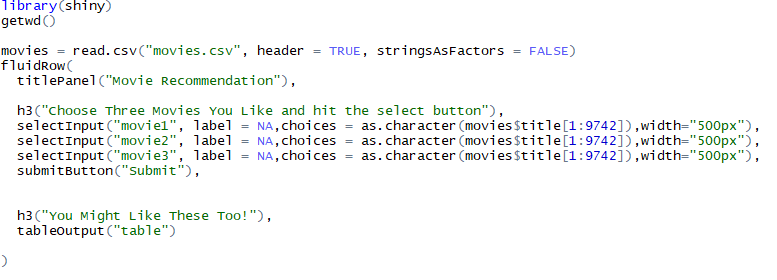 library(shiny)
getwd()
movies = read.csv("movies.csv", header = TRUE, stringsAsFactors = FALSE)
fluidRow(
titlePanel("Movie Recommendation"),
h3("Choose Three Movies You Like and hit the select button"),
selectInput("movie1", label = NA,choices = as.character(movies$title[1:9742]),width="500px"),
selectInput("movie2", label = NA,choices = as.character(movies$title[1:9742]),width="500px"),
selectInput("movie3", label = NA,choices = as.character(movies$title[1:9742]),width="500px"),
submitButton("Submit"),
h3("You Might Like These Too!"),
tableOutput("table")
)